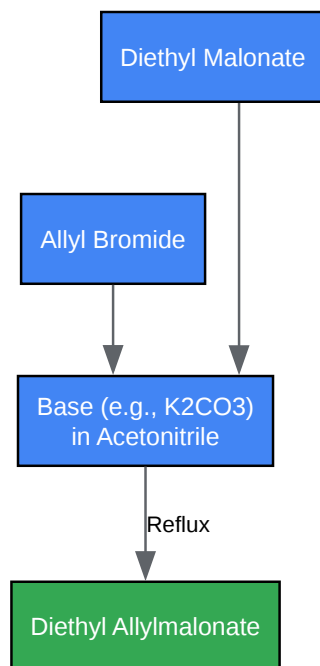 Diethyl Malonate
Allyl Bromide
Base (e.g., K2CO3)
in Acetonitrile
Reflux
Diethyl Allylmalonate